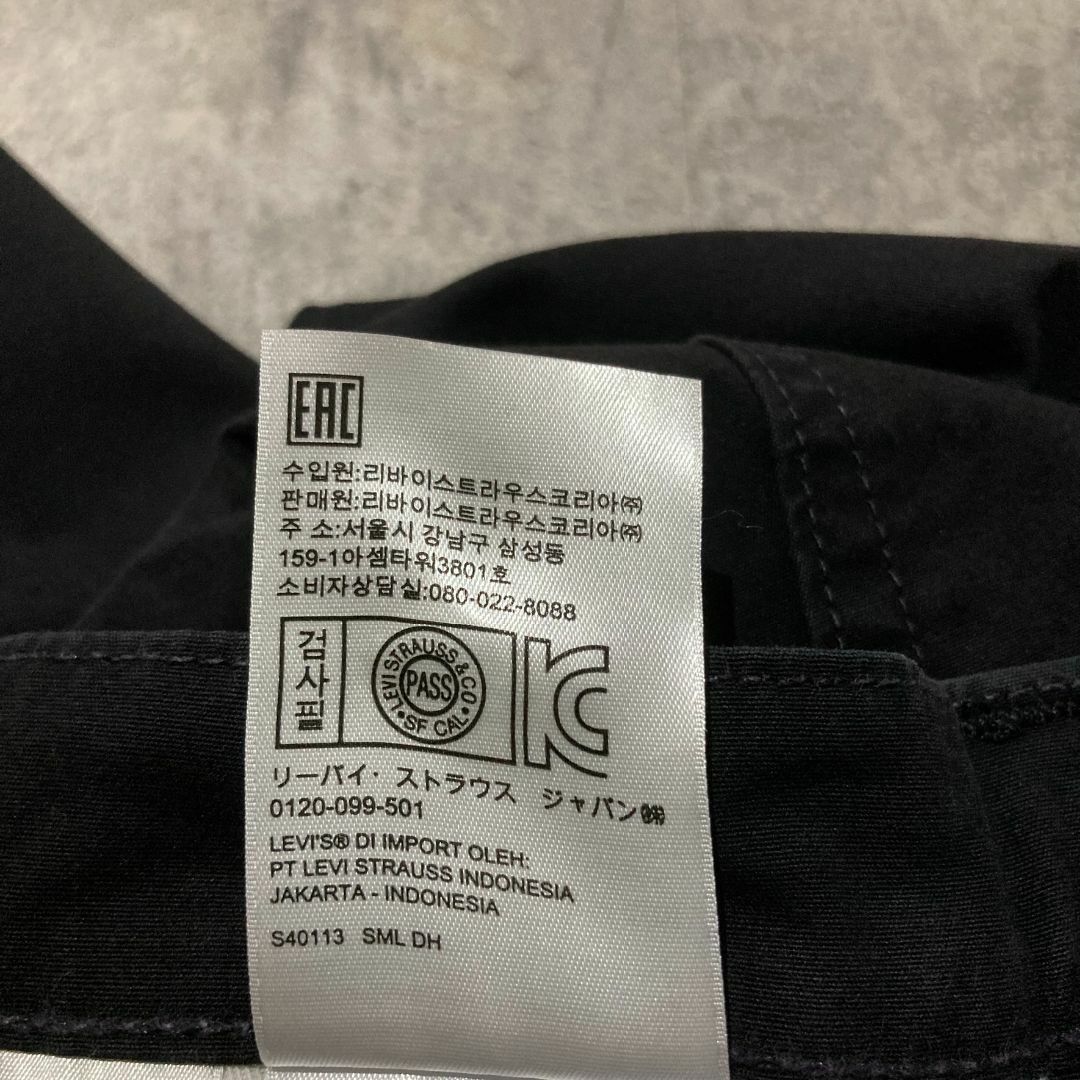 EAC
수입원:리바이스트라우스코리아㈜
판매원:리바이스트라우스코리아㈜
주 소:서울시 강남구 삼성동
159-1아셈타워3801호
소비자상담실:080-022-8088
검사필
LEVI STRAUSS & CO
PASS
• SF CAL •
KC
リーバイ・ストラウス ジャパン㈱
0120-099-501
LEVI'S® DI IMPORT OLEH:
PT LEVI STRAUSS INDONESIA
JAKARTA - INDONESIA
S40113 SML DH